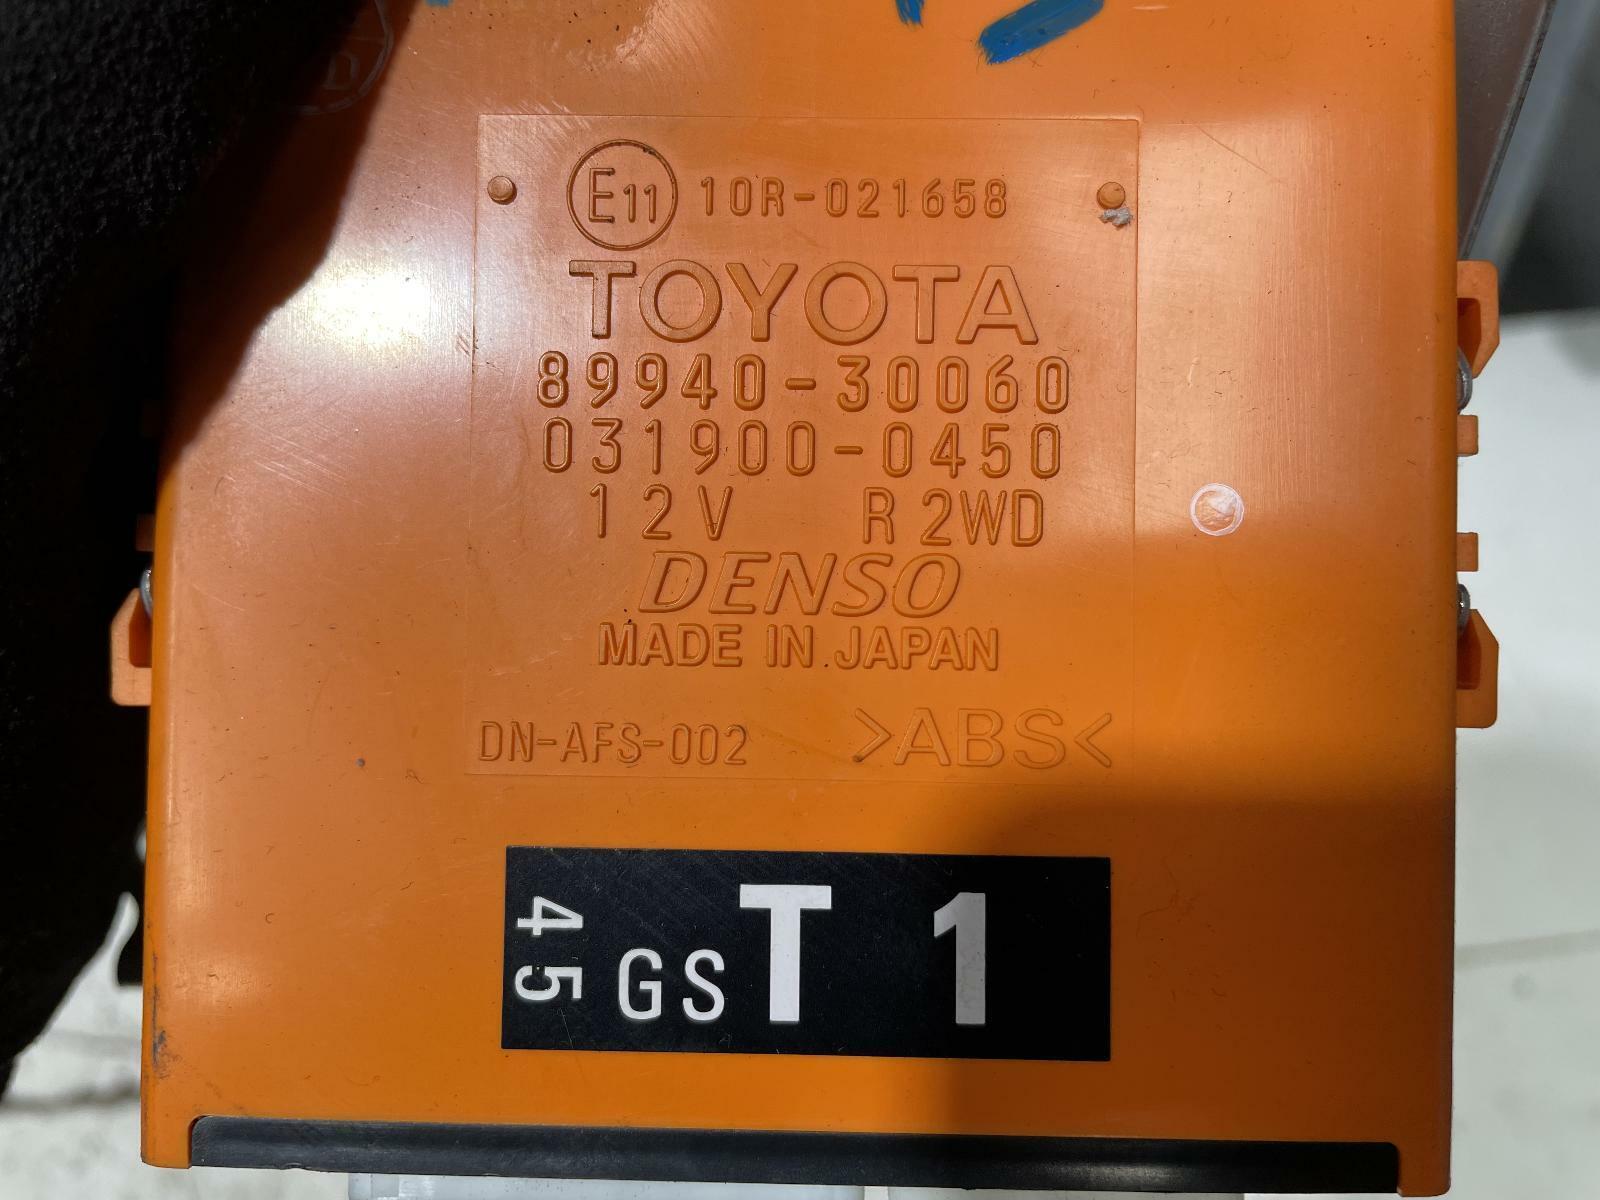 D
E11 10R-021658
TOYOTA
89940-30060
031900-0450
12V R 2WD
DENSO
MADE IN JAPAN
DN-AFS-002 >ABS<
45 GS T 1